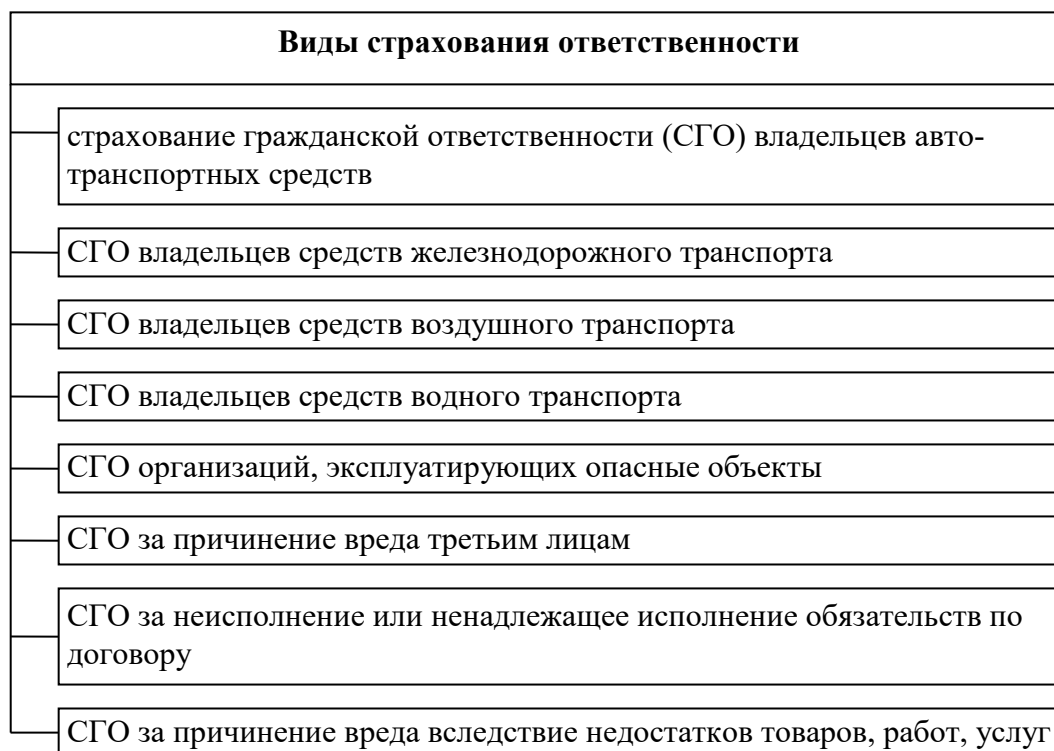 Виды страхования ответственности
страхование гражданской ответственности (СГО) владельцев авто-
транспортных средств
СГО владельцев средств железнодорожного транспорта
СГО владельцев средств воздушного транспорта
СГО владельцев средств водного транспорта
СГО организаций, эксплуатирующих опасные объекты
СГО за причинение вреда третьим лицам
СГО за неисполнение или ненадлежащее исполнение обязательств по
договору
СГО за причинение вреда вследствие недостатков товаров, работ, услуг